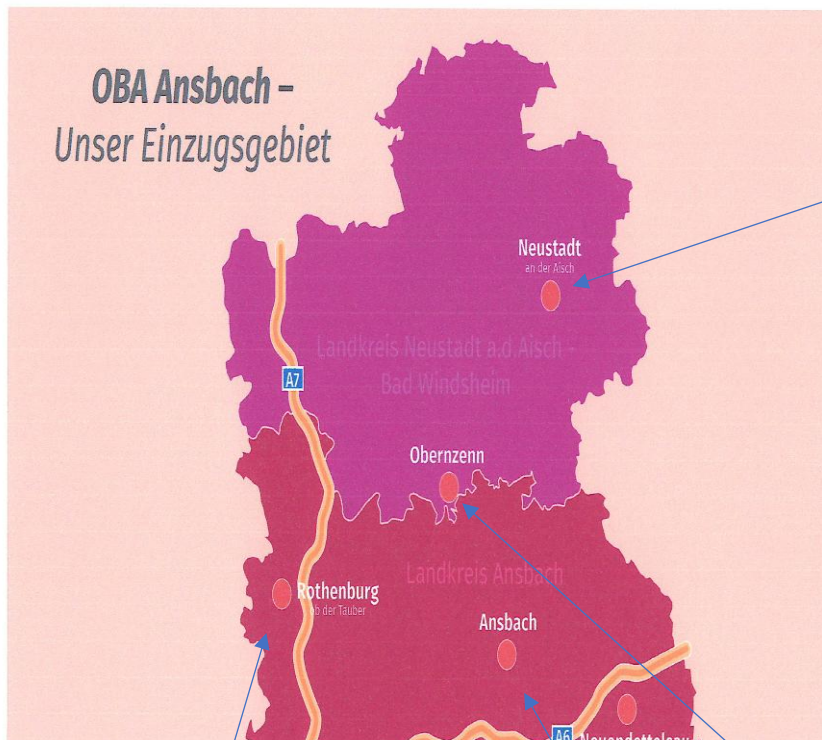 OBA Ansbach –
Unser Einzugsgebiet
Neustadt
an der Aisch
Landkreis Neustadt a.d.Aisch -
Bad Windsheim
A7
Obernzenn
Landkreis Ansbach
Rothenburg
ob der Tauber
Ansbach
A6
Neuendettelsau